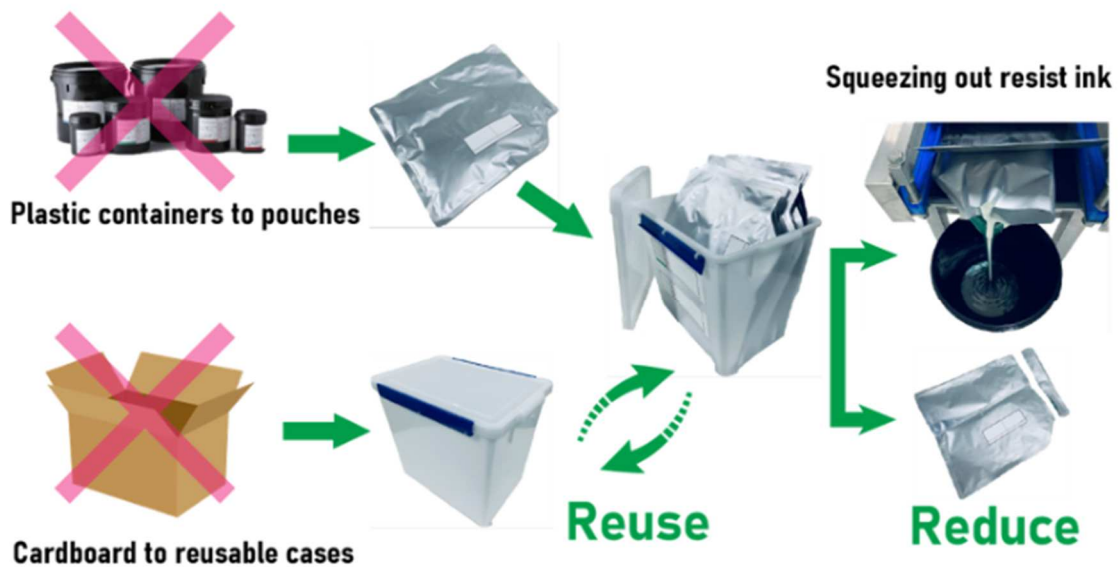 Squeezing out resist ink
Plastic containers to pouches
Reuse
Reduce
Cardboard to reusable cases